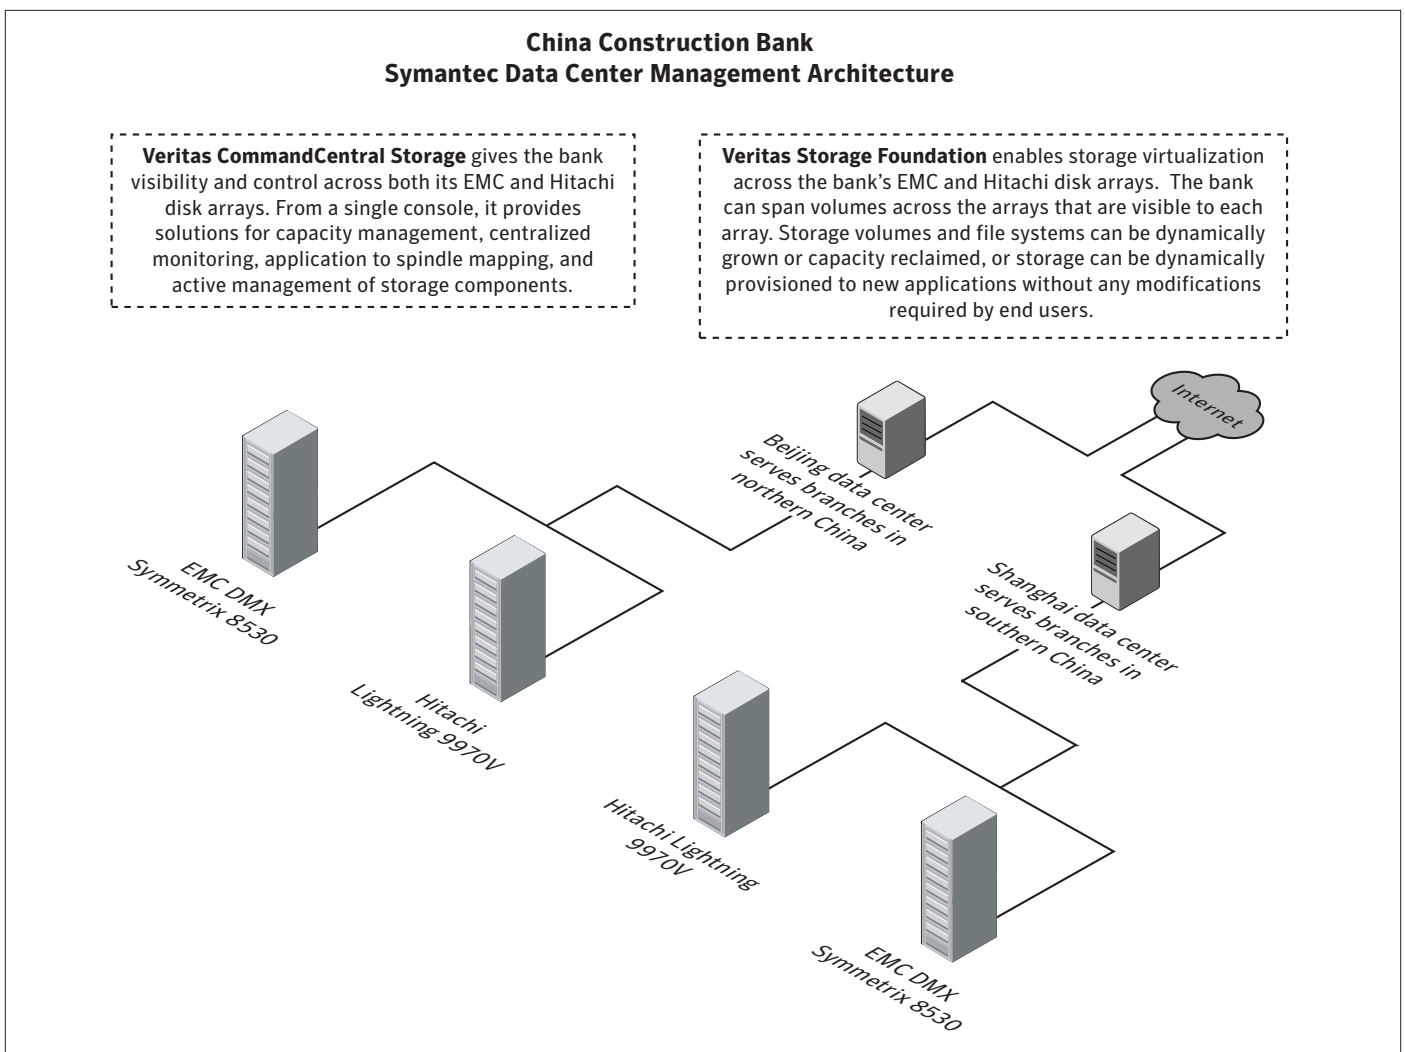 China Construction Bank
Symantec Data Center Management Architecture
Veritas CommandCentral Storage gives the bank
visibility and control across both its EMC and Hitachi
disk arrays. From a single console, it provides
solutions for capacity management, centralized
monitoring, application to spindle mapping, and
active management of storage components.
Veritas Storage Foundation enables storage virtualization
across the bank's EMC and Hitachi disk arrays.  The bank
can span volumes across the arrays that are visible to each
array. Storage volumes and file systems can be dynamically
grown or capacity reclaimed, or storage can be dynamically
provisioned to new applications without any modifications
required by end users.
Internet
Beijing data center
serves branches in
northern China
Shanghai data center
serves branches in
southern China
EMC DMX
Symmetrix 8530
Hitachi
Lightning 9970V
Hitachi Lightning
9970V
EMC DMX
Symmetrix 8530